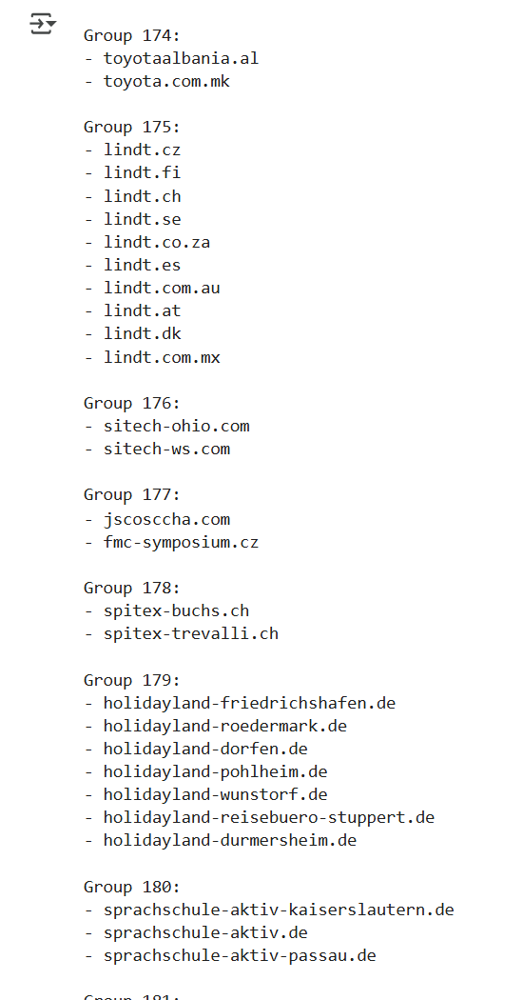 Group 174:
- toyotaalbania.al
- toyota.com.mk
Group 175:
- lindt.cz
- lindt.fi
- lindt.ch
- lindt.se
- lindt.co.za
- lindt.es
- lindt.com.au
- lindt.at
- lindt.dk
- lindt.com.mx
Group 176:
- sitech-ohio.com
- sitech-ws.com
Group 177:
- jscosccha.com
- fmc-symposium.cz
Group 178:
- spitex-buchs.ch
- spitex-trevalli.ch
Group 179:
- holidayland-friedrichshafen.de
- holidayland-roedermark.de
- holidayland-dorfen.de
- holidayland-pohlheim.de
- holidayland-wunstorf.de
- holidayland-reisebuero-stuppert.de
- holidayland-durmersheim.de
Group 180:
- sprachschule-aktiv-kaiserslautern.de
- sprachschule-aktiv.de
- sprachschule-aktiv-passau.de
Group 181: